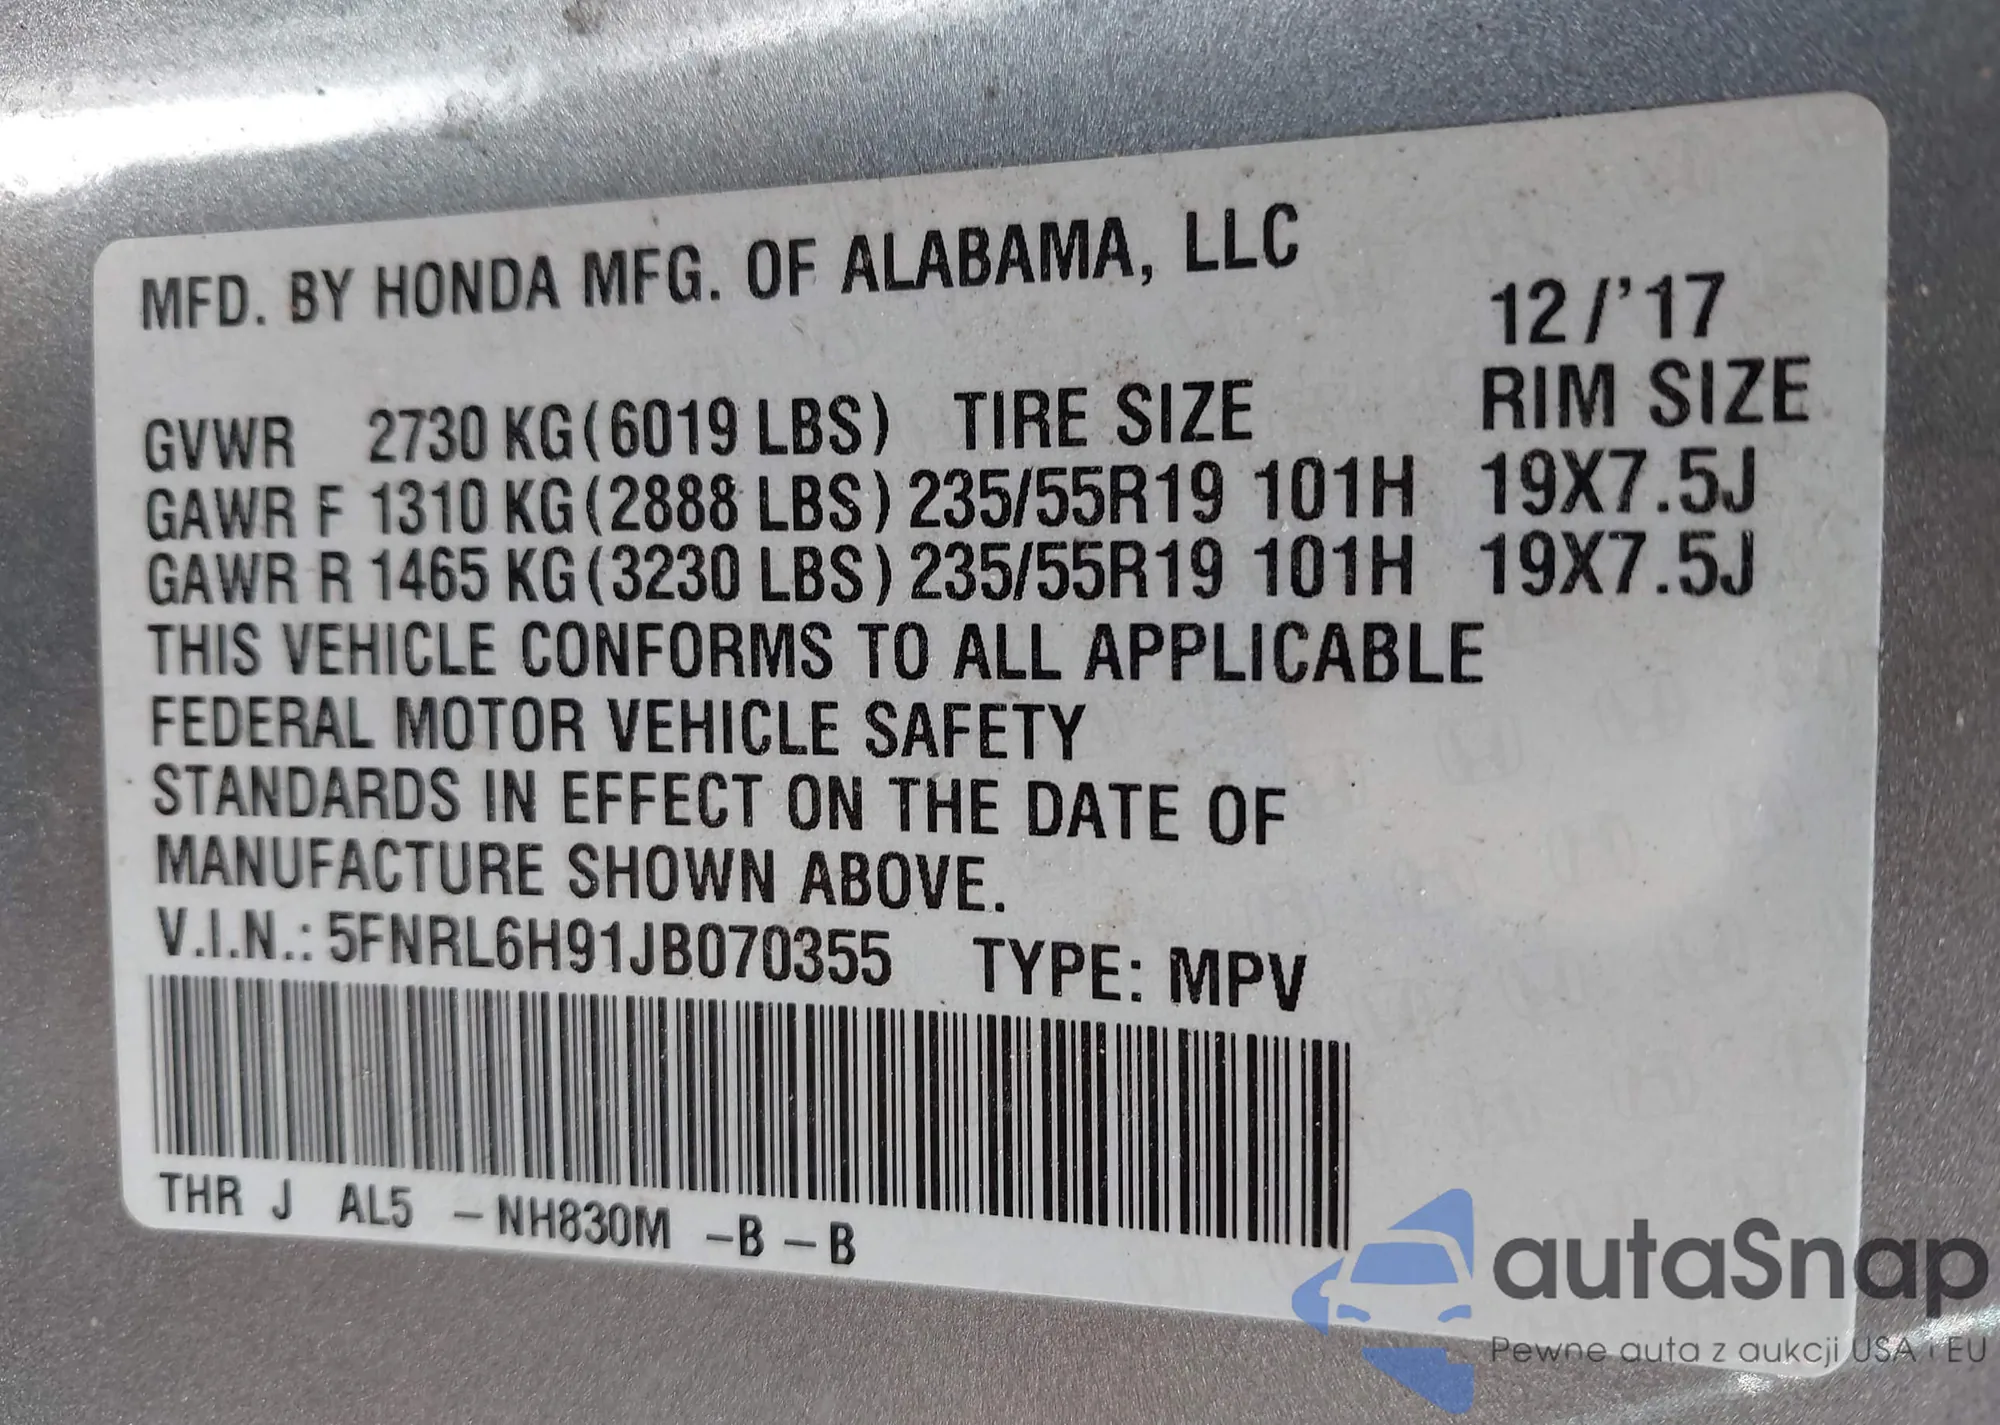 MFD. BY HONDA MFG. OF ALABAMA, LLC
12/'17
GVWR 2730 KG(6019 LBS) TIRE SIZE RIM SIZE
GAWR F 1310 KG(2888 LBS) 235/55R19 101H 19X7.5J
GAWR R 1465 KG(3230 LBS) 235/55R19 101H 19X7.5J
THIS VEHICLE CONFORMS TO ALL APPLICABLE
FEDERAL MOTOR VEHICLE SAFETY
STANDARDS IN EFFECT ON THE DATE OF
MANUFACTURE SHOWN ABOVE.
V.I.N.: 5FNRL6H91JB070355 TYPE: MPV
THR J AL5 –NH830M –B –B
autaSnap
Pewne auta z aukcji USA i EU